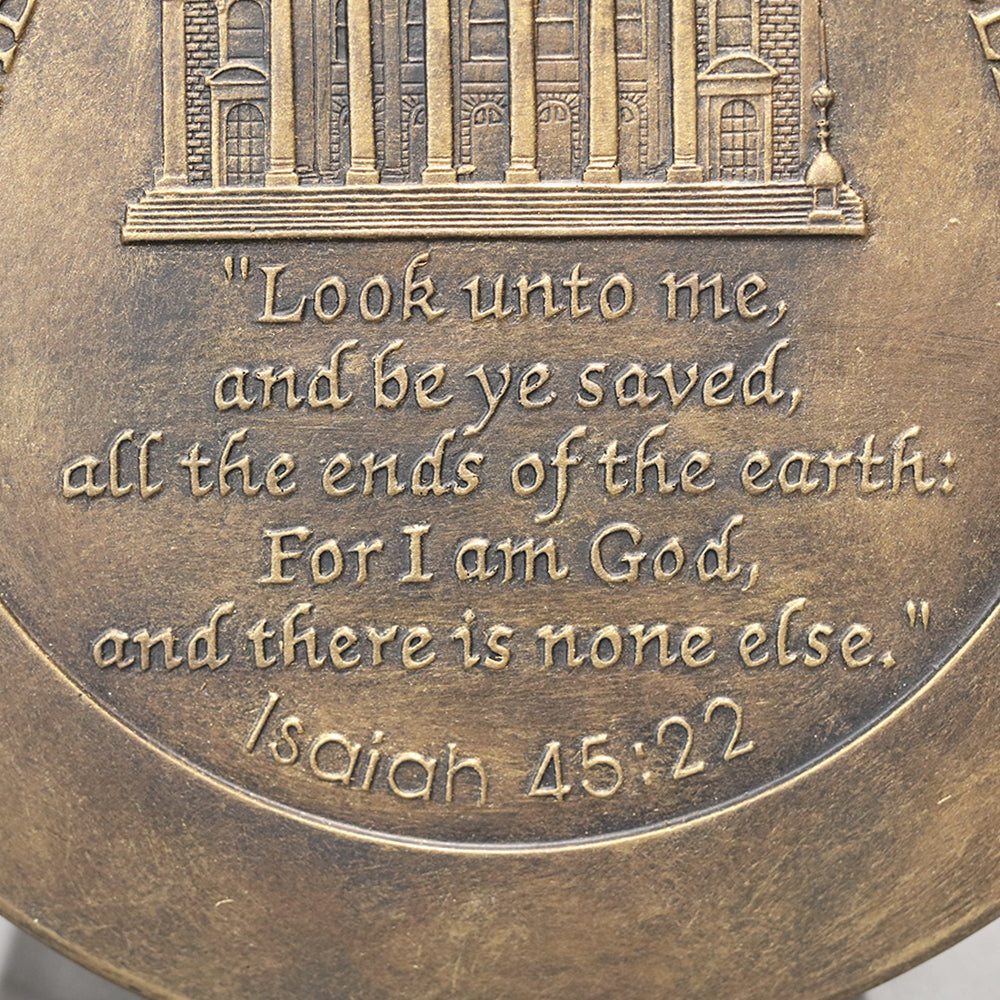 "Look unto me,
and be ye saved,
all the ends of the earth:
For I am God,
and there is none else."
Isaiah 45:22